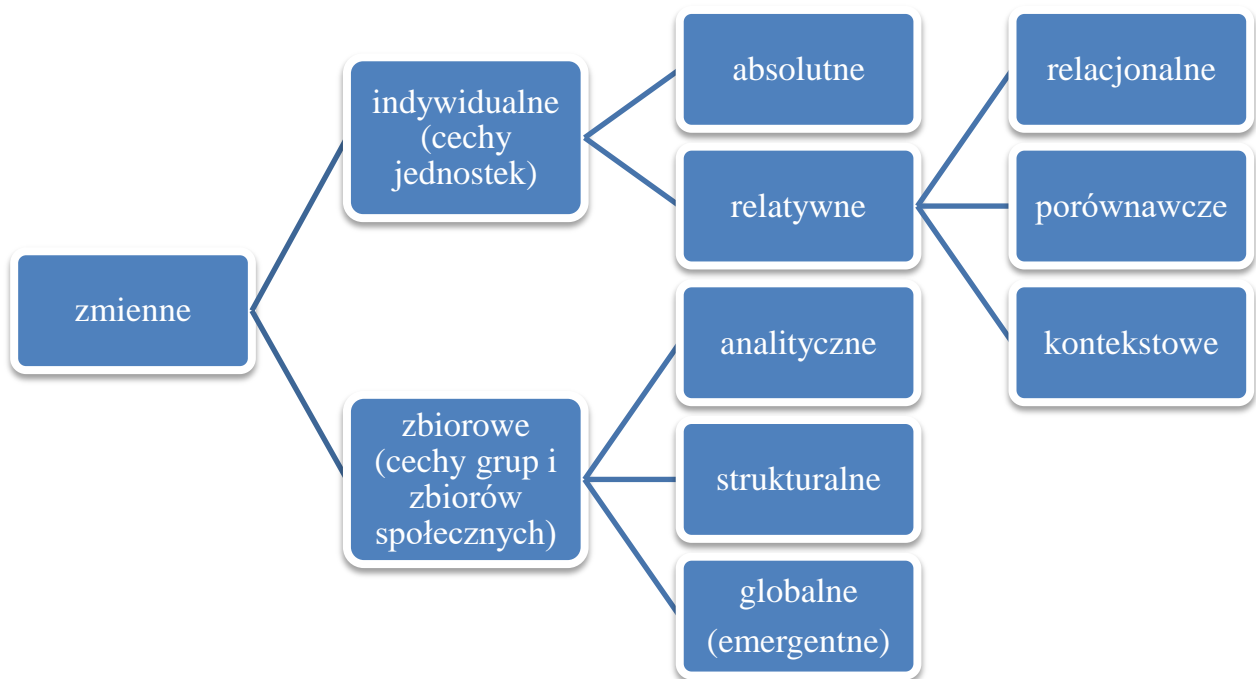 zmienne
indywidualne
(cechy
jednostek)
absolutne
relatywne
relacjonalne
porównawcze
kontekstowe
zbiorowe
(cechy grup i
zbiorów
społecznych)
analityczne
strukturalne
globalne
(emergentne)